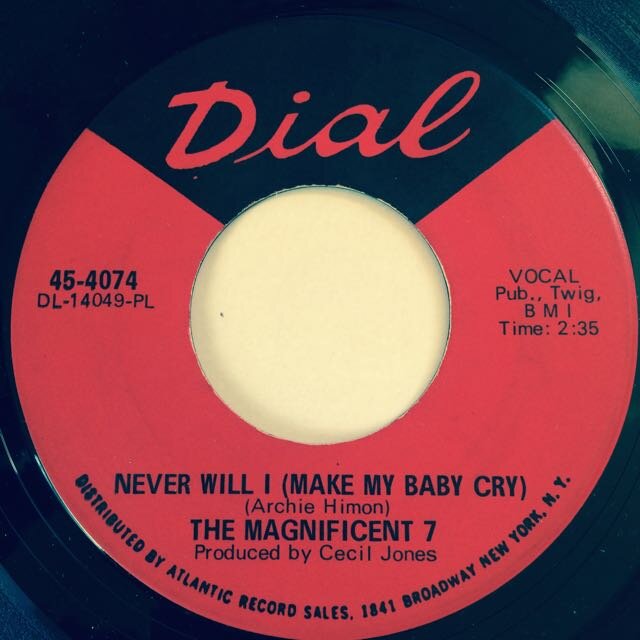 Dial
45-4074
DL-14049-PL
VOCAL
Pub., Twig,
B M I
Time: 2:35
NEVER WILL I (MAKE MY BABY CRY)
(Archie Himon)
THE MAGNIFICENT 7
Produced by Cecil Jones
DISTRIBUTED BY ATLANTIC RECORD SALES, 1841 BROADWAY NEW YORK, N.Y.